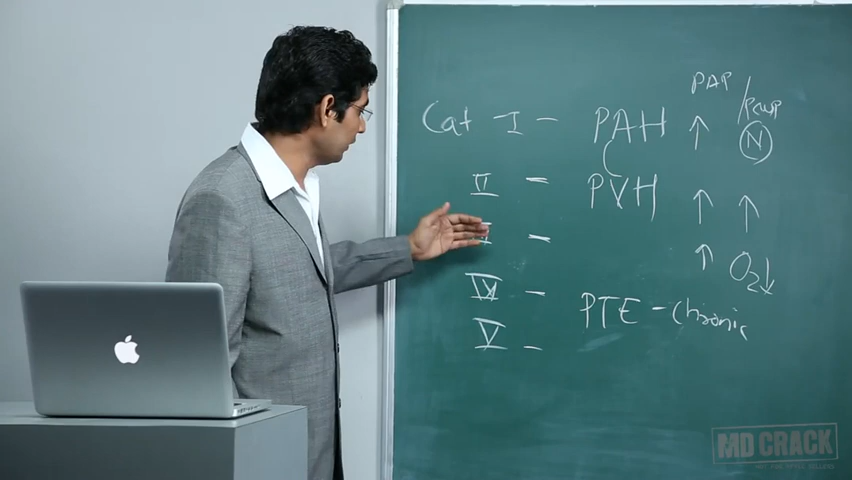 PAP / PCWP
Cat I - PAH ↑ N
II = PVH ↑ ↑
= ↑ O₂↓
IV - PTE - chronic
V -
MD CRACK